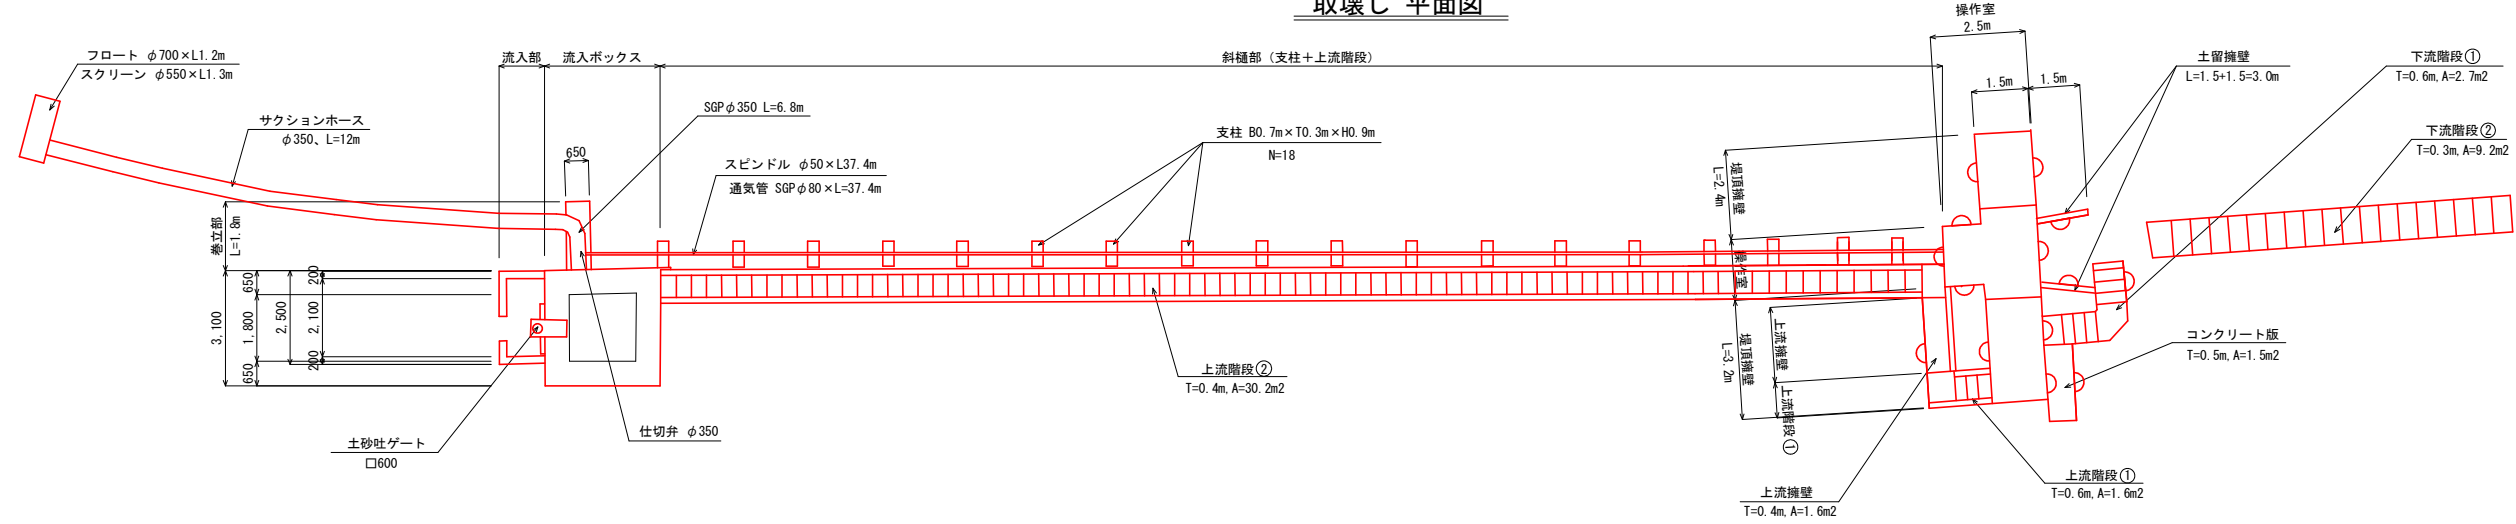 取壊し 平面図
フロート φ700×L1.2m
スクリーン φ550×L1.3m
サクションホース
φ350、L=12m
流入部
流入ボックス
斜樋部（支柱＋上流階段）
SGPφ350 L=6.8m
650
スピンドル φ50×L37.4m
通気管 SGPφ80×L=37.4m
支柱 B0.7m×T0.3m×H0.9m
N=18
操作室
2.5m
1.5m
1.5m
土留擁壁
L=1.5+1.5=3.0m
下流階段①
T=0.6m,A=2.7m2
下流階段②
T=0.3m,A=9.2m2
巻立部
L=1.8m
3,100
650
1,800
650
2,500
200
2,100
200
堤頂擁壁
L=2.4m
操作室
堤頂擁壁
L=3.2m
上流擁壁
上流階段①
コンクリート版
T=0.5m,A=1.5m2
上流階段②
T=0.4m,A=30.2m2
仕切弁 φ350
土砂吐ゲート
□600
上流階段①
T=0.6m,A=1.6m2
上流擁壁
T=0.4m,A=1.6m2